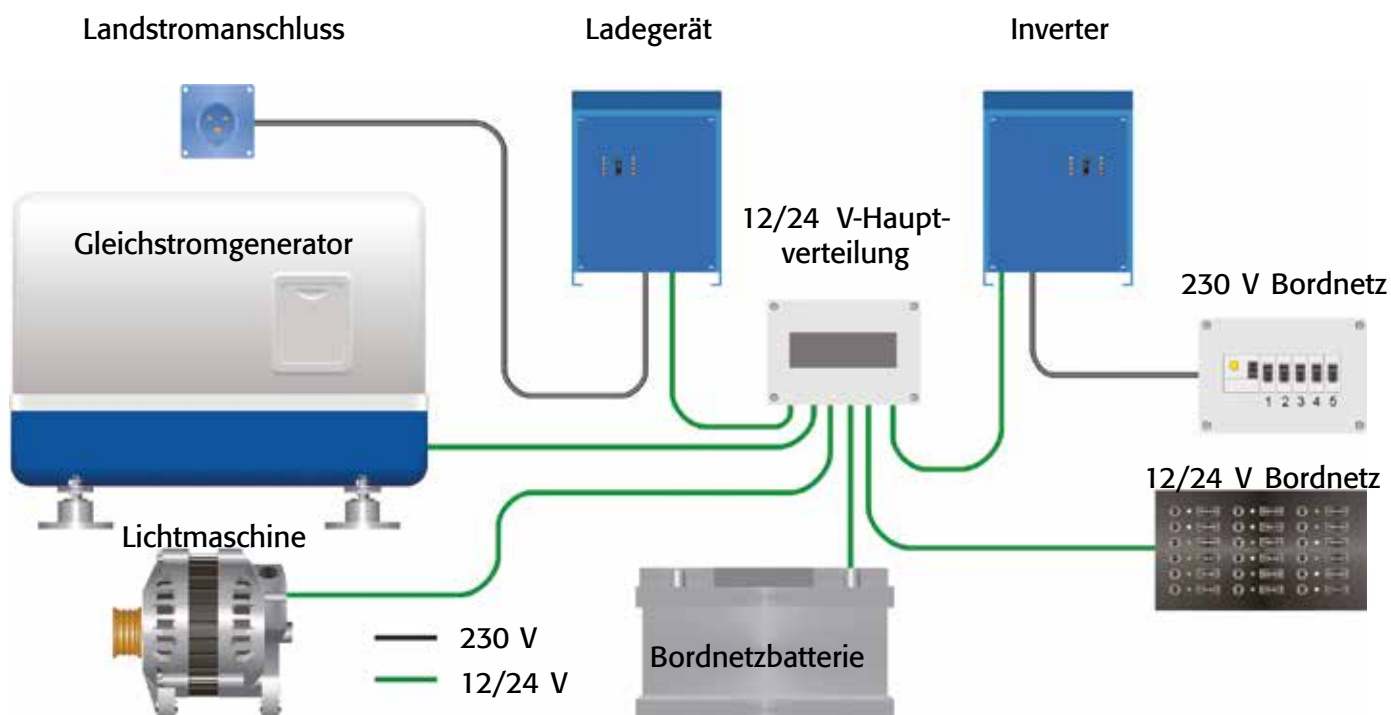 Landstromanschluss
Ladegerät
Inverter
Gleichstromgenerator
12/24 V-Haupt-
verteilung
230 V Bordnetz
1 2 3 4 5
12/24 V Bordnetz
Lichtmaschine
230 V
12/24 V
Bordnetzbatterie